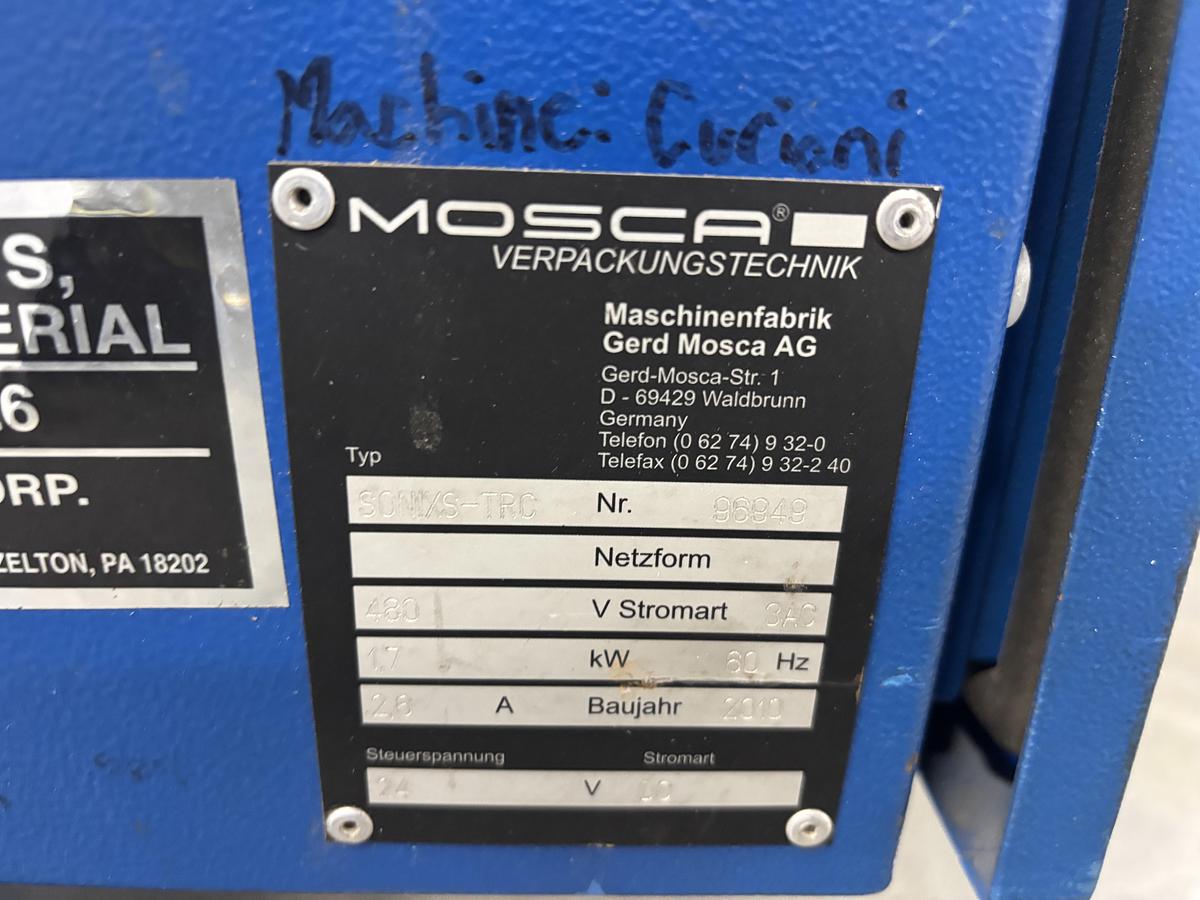 Machine: Curioni
S,
ERIAL
6
ORP.
ZELTON, PA 18202
MOSCA®
VERPACKUNGSTECHNIK
Maschinenfabrik
Gerd Mosca AG
Gerd-Mosca-Str. 1
D - 69429 Waldbrunn
Germany
Telefon (0 62 74) 9 32-0
Telefax (0 62 74) 9 32-2 40
Typ
SONIXS-TRC Nr. 96949
Netzform
480 V Stromart 3AC
1,7 kW 60 Hz
2,6 A Baujahr 2010
Steuerspannung Stromart
24 V DC